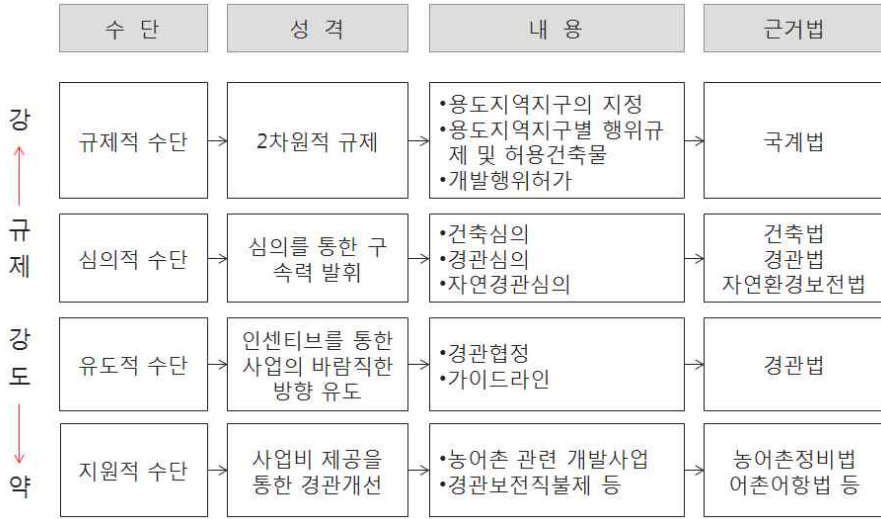 수 단
성 격
내 용
근거법
강
규
제
강
도
약
규제적 수단
2차원적 규제
•용도지역지구의 지정
•용도지역지구별 행위규
제 및 허용건축물
•개발행위허가
국계법
심의적 수단
심의를 통한 구
속력 발휘
•건축심의
•경관심의
•자연경관심의
건축법
경관법
자연환경보전법
유도적 수단
인센티브를 통한
사업의 바람직한
방향 유도
•경관협정
•가이드라인
경관법
지원적 수단
사업비 제공을
통한 경관개선
•농어촌 관련 개발사업
•경관보전직불제 등
농어촌정비법
어촌어항법 등